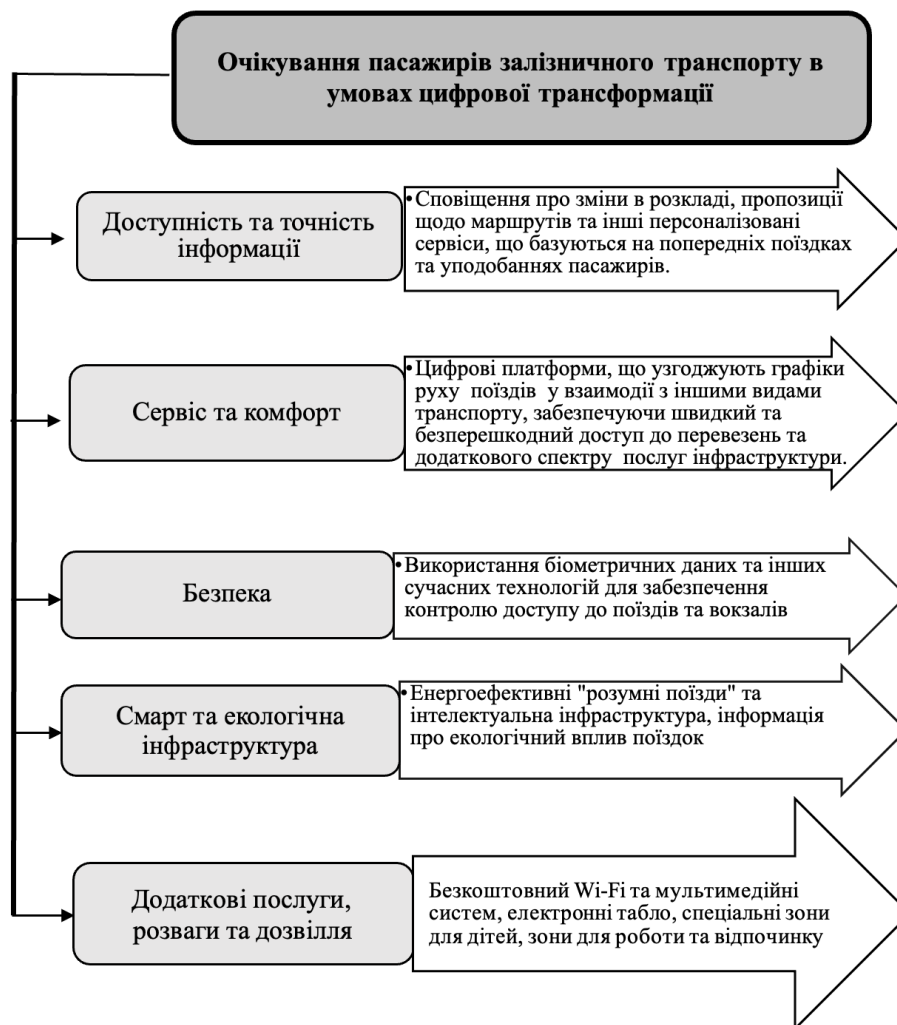 Очікування пасажирів залізничного транспорту в
умовах цифрової трансформації
Доступність та точність
інформації
•Сповіщення про зміни в розкладі, пропозиції
щодо маршрутів та інші персоналізовані
сервіси, що базуються на попередніх поїздках
та уподобаннях пасажирів.
Сервіс та комфорт
•Цифрові платформи, що узгоджують графіки
руху поїздів у взаємодії з іншими видами
транспорту, забезпечуючи швидкий та
безперешкодний доступ до перевезень та
додаткового спектру послуг інфраструктури.
Безпека
•Використання біометричних даних та інших
сучасних технологій для забезпечення
контролю доступу до поїздів та вокзалів
Смарт та екологічна
інфраструктура
•Енергоефективні "розумні поїзди" та
інтелектуальна інфраструктура, інформація
про екологічний вплив поїздок
Додаткові послуги,
розваги та дозвілля
Безкоштовний Wi-Fi та мультимедійні
систем, електронні табло, спеціальні зони
для дітей, зони для роботи та відпочинку